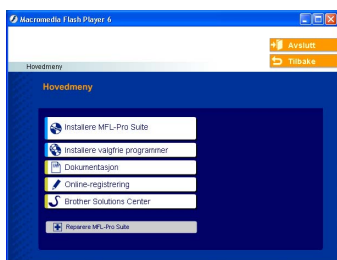 Macromedia Flash Player 6
Avslutt
Tilbake
Hovedmeny
Hovedmeny
Installere MFL-Pro Suite
Installere valgfrie programmer
Dokumentasjon
Online-registrering
Brother Solutions Center
Reparere MFL-Pro Suite